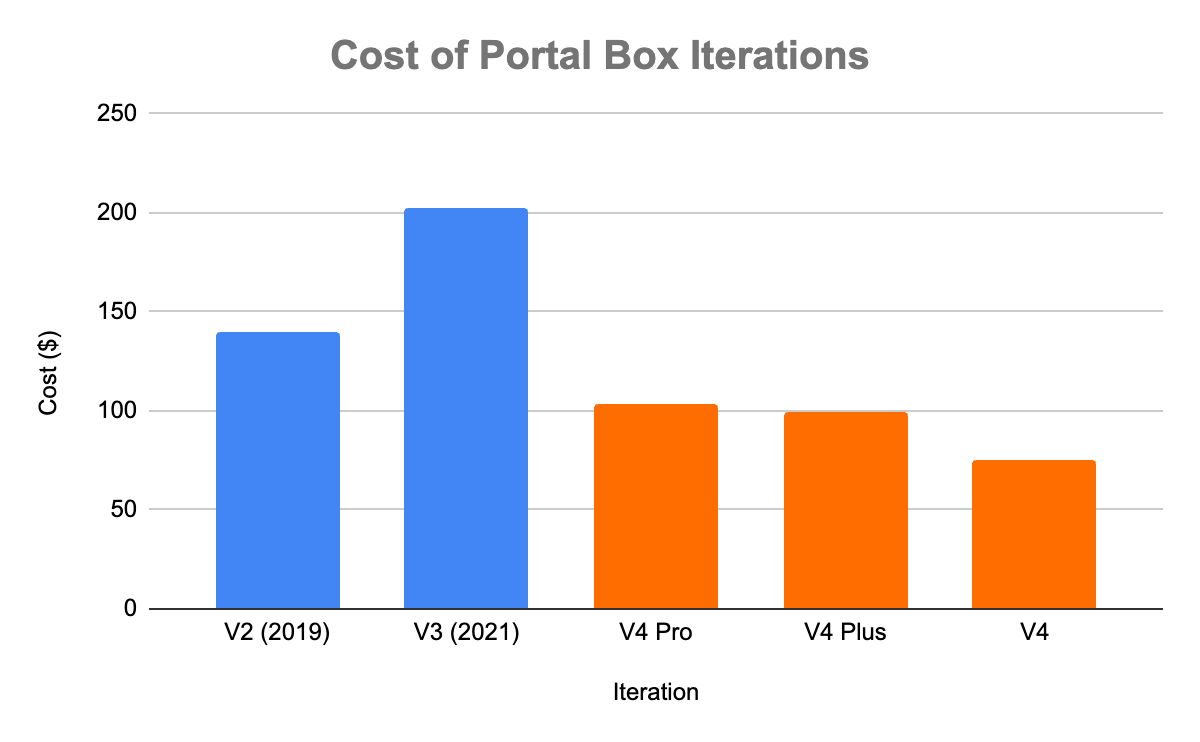 Cost of Portal Box Iterations
250
200
150
100
50
0
Cost ($)
V2 (2019)
V3 (2021)
V4 Pro
V4 Plus
V4
Iteration